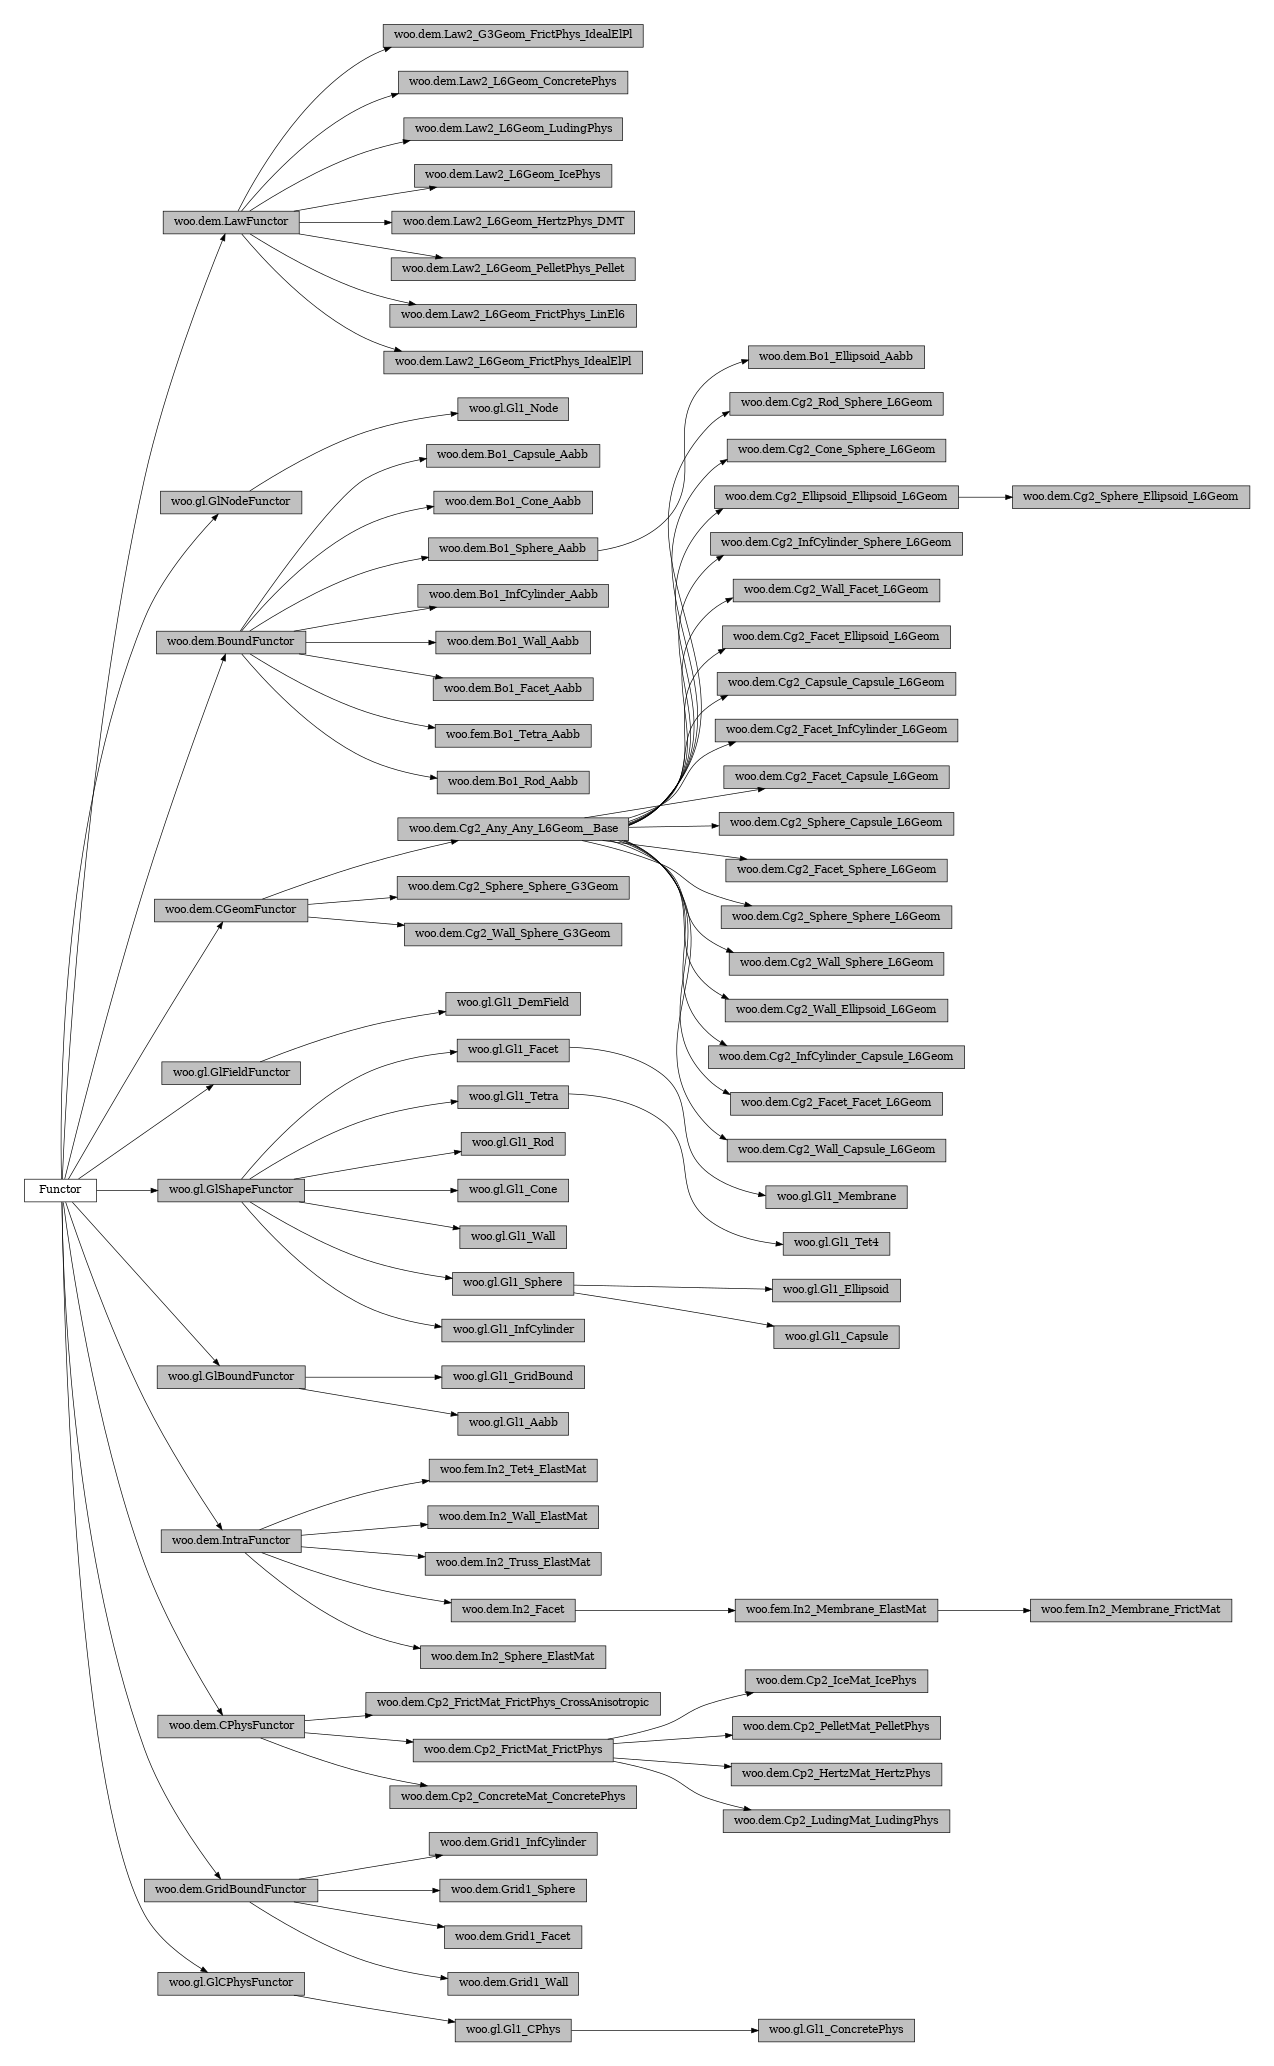 woo.dem.Law2_G3Geom_FrictPhys_IdealElPl
woo.dem.Law2_L6Geom_ConcretePhys
woo.dem.Law2_L6Geom_LudingPhys
woo.dem.Law2_L6Geom_IcePhys
woo.dem.LawFunctor
woo.dem.Law2_L6Geom_HertzPhys_DMT
woo.dem.Law2_L6Geom_PelletPhys_Pellet
woo.dem.Law2_L6Geom_FrictPhys_LinEl6
woo.dem.Law2_L6Geom_FrictPhys_IdealElPl
woo.dem.Bo1_Ellipsoid_Aabb
woo.dem.Cg2_Rod_Sphere_L6Geom
woo.gl.Gl1_Node
woo.dem.Cg2_Cone_Sphere_L6Geom
woo.dem.Bo1_Capsule_Aabb
woo.gl.GlNodeFunctor
woo.dem.Bo1_Cone_Aabb
woo.dem.Cg2_Ellipsoid_Ellipsoid_L6Geom
woo.dem.Cg2_Sphere_Ellipsoid_L6Geom
woo.dem.Bo1_Sphere_Aabb
woo.dem.Cg2_InfCylinder_Sphere_L6Geom
woo.dem.Bo1_InfCylinder_Aabb
woo.dem.Cg2_Wall_Facet_L6Geom
woo.dem.BoundFunctor
woo.dem.Bo1_Wall_Aabb
woo.dem.Cg2_Facet_Ellipsoid_L6Geom
woo.dem.Bo1_Facet_Aabb
woo.dem.Cg2_Capsule_Capsule_L6Geom
woo.fem.Bo1_Tetra_Aabb
woo.dem.Cg2_Facet_InfCylinder_L6Geom
woo.dem.Bo1_Rod_Aabb
woo.dem.Cg2_Facet_Capsule_L6Geom
woo.dem.Cg2_Any_Any_L6Geom__Base
woo.dem.Cg2_Sphere_Capsule_L6Geom
woo.dem.Cg2_Facet_Sphere_L6Geom
woo.dem.Cg2_Sphere_Sphere_G3Geom
woo.dem.CGeomFunctor
woo.dem.Cg2_Sphere_Sphere_L6Geom
woo.dem.Cg2_Wall_Sphere_G3Geom
woo.dem.Cg2_Wall_Sphere_L6Geom
woo.gl.Gl1_DemField
woo.dem.Cg2_Wall_Ellipsoid_L6Geom
woo.gl.Gl1_Facet
woo.dem.Cg2_InfCylinder_Capsule_L6Geom
woo.gl.GlFieldFunctor
woo.gl.Gl1_Tetra
woo.dem.Cg2_Facet_Facet_L6Geom
woo.gl.Gl1_Rod
woo.dem.Cg2_Wall_Capsule_L6Geom
Functor
woo.gl.GlShapeFunctor
woo.gl.Gl1_Cone
woo.gl.Gl1_Membrane
woo.gl.Gl1_Wall
woo.gl.Gl1_Tet4
woo.gl.Gl1_Sphere
woo.gl.Gl1_Ellipsoid
woo.gl.Gl1_InfCylinder
woo.gl.Gl1_Capsule
woo.gl.GlBoundFunctor
woo.gl.Gl1_GridBound
woo.gl.Gl1_Aabb
woo.fem.In2_Tet4_ElastMat
woo.dem.In2_Wall_ElastMat
woo.dem.IntraFunctor
woo.dem.In2_Truss_ElastMat
woo.dem.In2_Facet
woo.fem.In2_Membrane_ElastMat
woo.fem.In2_Membrane_FrictMat
woo.dem.In2_Sphere_ElastMat
woo.dem.Cp2_IceMat_IcePhys
woo.dem.Cp2_FrictMat_FrictPhys_CrossAnisotropic
woo.dem.CPhysFunctor
woo.dem.Cp2_PelletMat_PelletPhys
woo.dem.Cp2_FrictMat_FrictPhys
woo.dem.Cp2_HertzMat_HertzPhys
woo.dem.Cp2_ConcreteMat_ConcretePhys
woo.dem.Cp2_LudingMat_LudingPhys
woo.dem.Grid1_InfCylinder
woo.dem.GridBoundFunctor
woo.dem.Grid1_Sphere
woo.dem.Grid1_Facet
woo.gl.GlCPhysFunctor
woo.dem.Grid1_Wall
woo.gl.Gl1_CPhys
woo.gl.Gl1_ConcretePhys